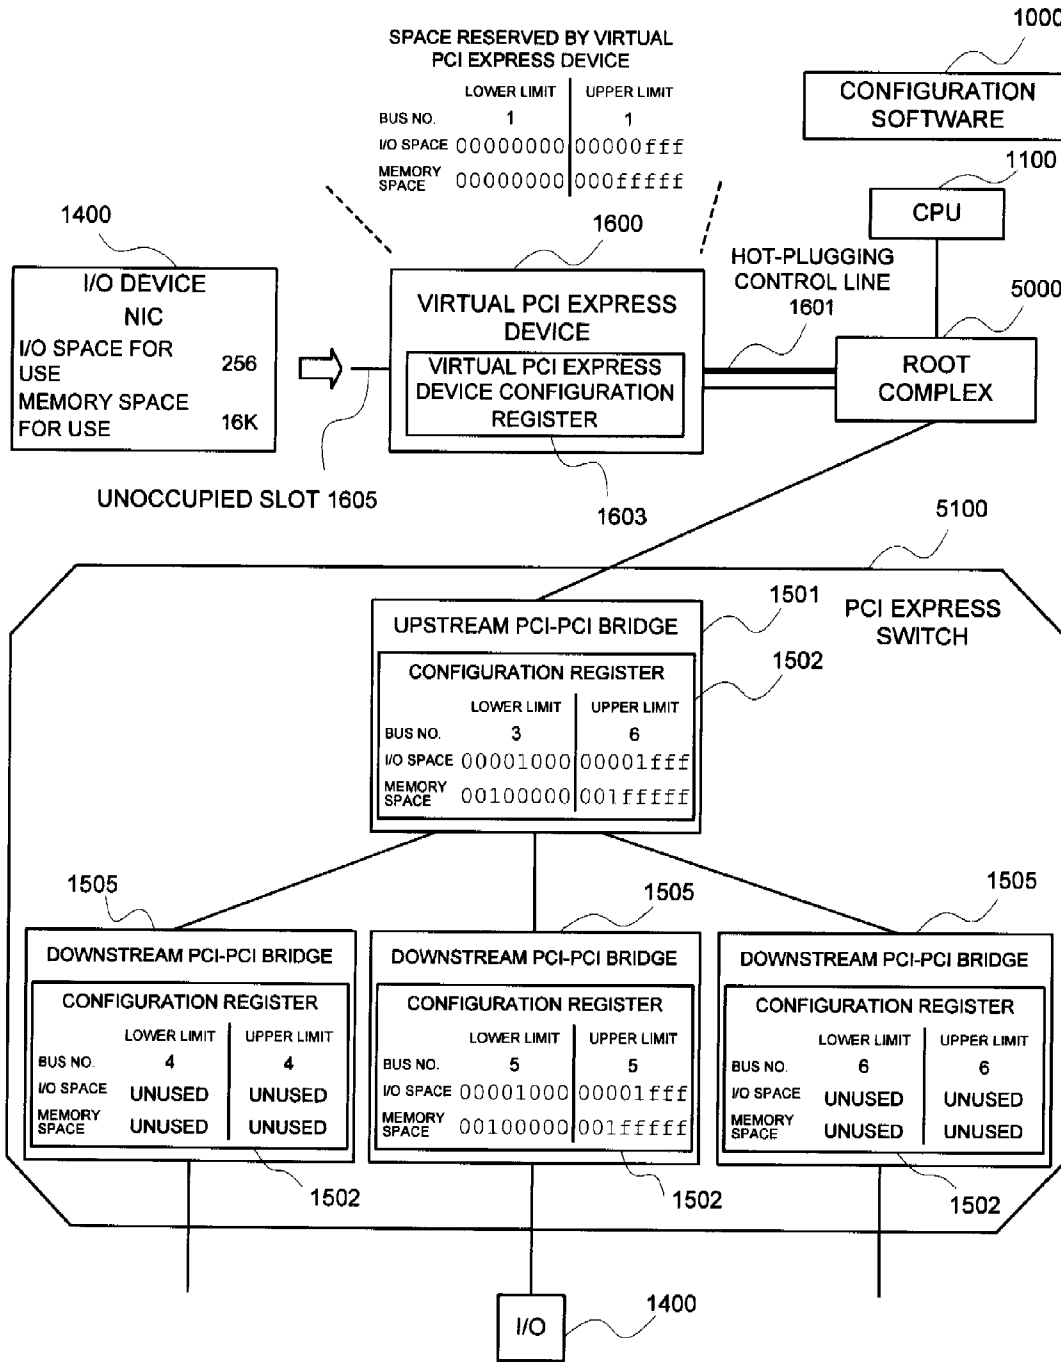 SPACE RESERVED BY VIRTUAL
PCI EXPRESS DEVICE
LOWER LIMIT UPPER LIMIT
BUS NO. 1 1
I/O SPACE 00000000 00000fff
MEMORY
SPACE 00000000 000fffff
1000
CONFIGURATION
SOFTWARE
1100
CPU
1400
I/O DEVICE
NIC
I/O SPACE FOR
USE 256
MEMORY SPACE
FOR USE 16K
UNOCCUPIED SLOT 1605
1600
VIRTUAL PCI EXPRESS
DEVICE
VIRTUAL PCI EXPRESS
DEVICE CONFIGURATION
REGISTER
1603
HOT-PLUGGING
CONTROL LINE
1601
5000
ROOT
COMPLEX
5100
PCI EXPRESS
SWITCH
1501
UPSTREAM PCI-PCI BRIDGE
1502
CONFIGURATION REGISTER
LOWER LIMIT UPPER LIMIT
BUS NO. 3 6
I/O SPACE 00001000 00001fff
MEMORY
SPACE 00100000 001fffff
1505
DOWNSTREAM PCI-PCI BRIDGE
CONFIGURATION REGISTER
LOWER LIMIT UPPER LIMIT
BUS NO. 4 4
I/O SPACE UNUSED UNUSED
MEMORY
SPACE UNUSED UNUSED
1502
1505
DOWNSTREAM PCI-PCI BRIDGE
CONFIGURATION REGISTER
LOWER LIMIT UPPER LIMIT
BUS NO. 5 5
I/O SPACE 00001000 00001fff
MEMORY
SPACE 00100000 001fffff
1502
1505
DOWNSTREAM PCI-PCI BRIDGE
CONFIGURATION REGISTER
LOWER LIMIT UPPER LIMIT
BUS NO. 6 6
I/O SPACE UNUSED UNUSED
MEMORY
SPACE UNUSED UNUSED
1502
I/O
1400